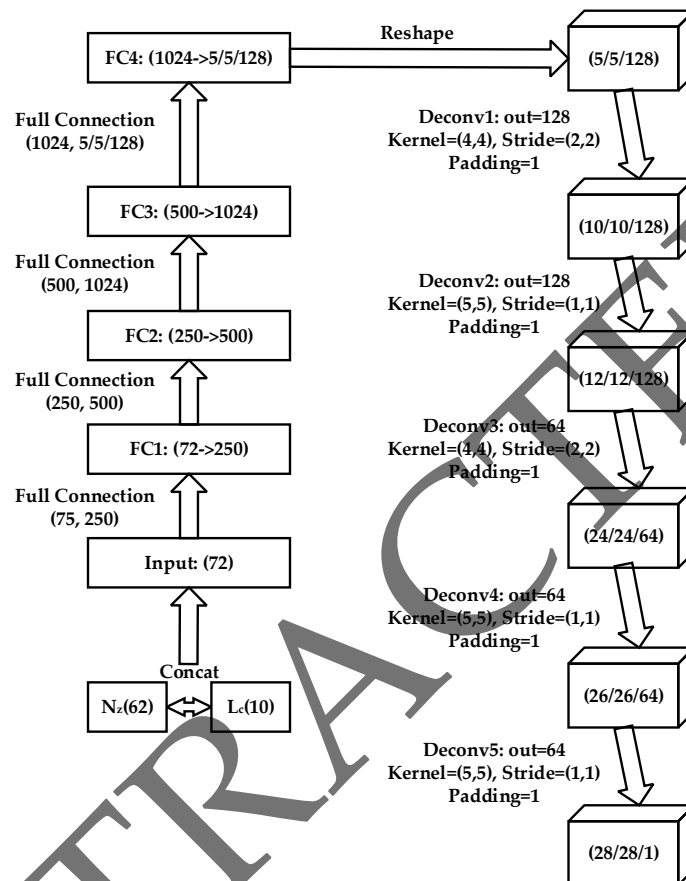 FC4: (1024->5/5/128)
Reshape
(5/5/128)
Full Connection
(1024, 5/5/128)
Deconv1: out=128
Kernel=(4,4), Stride=(2,2)
Padding=1
FC3: (500->1024)
(10/10/128)
Full Connection
(500, 1024)
Deconv2: out=128
Kernel=(5,5), Stride=(1,1)
Padding=1
FC2: (250->500)
(12/12/128)
Full Connection
(250, 500)
Deconv3: out=64
Kernel=(4,4), Stride=(2,2)
Padding=1
FC1: (72->250)
Full Connection
(75, 250)
(24/24/64)
Input: (72)
Deconv4: out=64
Kernel=(5,5), Stride=(1,1)
Padding=1
Concat
Nz(62)
Lc(10)
(26/26/64)
Deconv5: out=64
Kernel=(5,5), Stride=(1,1)
Padding=1
(28/28/1)
TRACTE